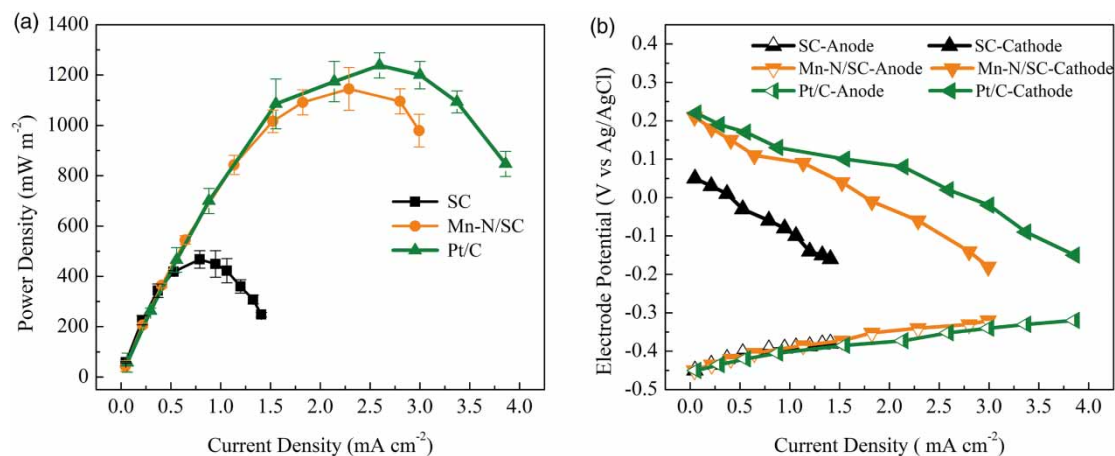 (a)
1400
1200
1000
800
600
400
200
0
Power Density (mW m⁻²)
SC
Mn-N/SC
Pt/C
0.0 0.5 1.0 1.5 2.0 2.5 3.0 3.5 4.0
Current Density (mA cm⁻²)
(b)
0.4
0.3
0.2
0.1
0.0
-0.1
-0.2
-0.3
-0.4
-0.5
Electrode Potential (V vs Ag/AgCl)
SC-Anode SC-Cathode
Mn-N/SC-Anode Mn-N/SC-Cathode
Pt/C-Anode Pt/C-Cathode
0.0 0.5 1.0 1.5 2.0 2.5 3.0 3.5 4.0
Current Density ( mA cm⁻²)